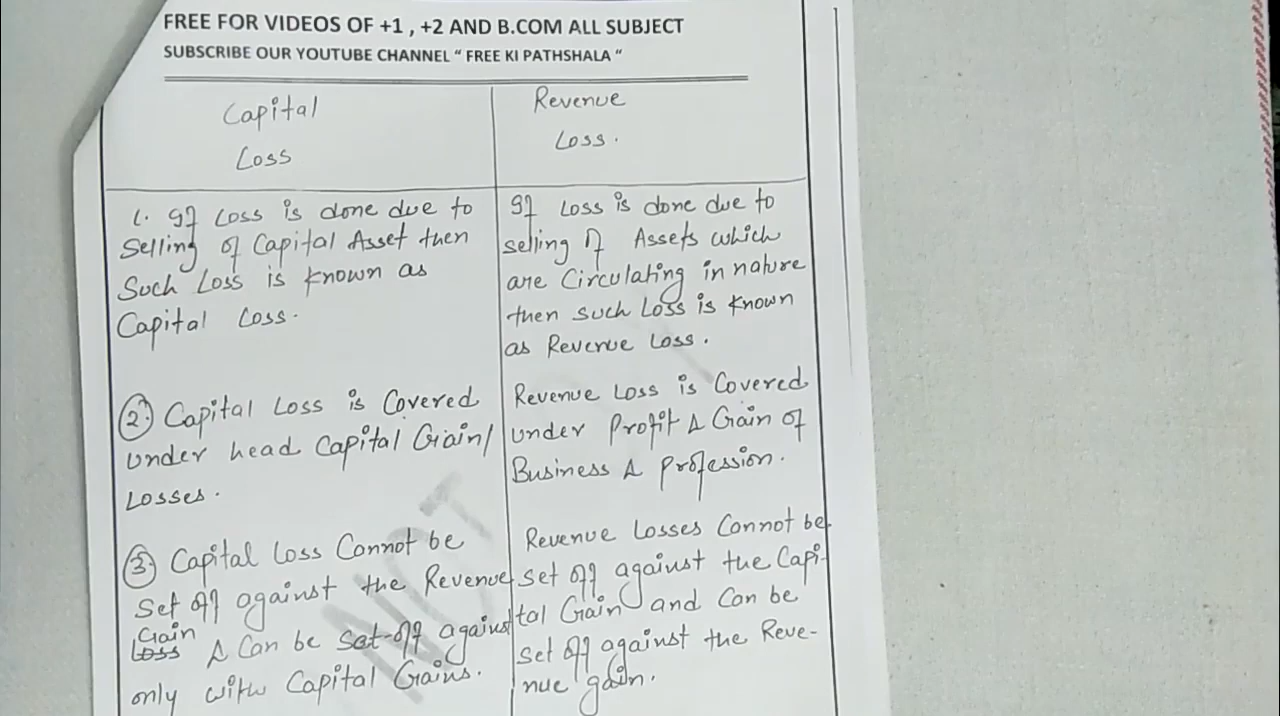 FREE FOR VIDEOS OF +1 , +2 AND B.COM ALL SUBJECT
SUBSCRIBE OUR YOUTUBE CHANNEL " FREE KI PATHSHALA "
Capital
Loss
Revenue
Loss.
1. If Loss is done due to
Selling of Capital Asset then
Such Loss is known as
Capital Loss.
If Loss is done due to
selling of Assets which
are Circulating in nature
then such Loss is known
as Revenue Loss.
2. Capital Loss is Covered
under head Capital Gain/
Losses.
Revenue Loss is Covered
under Profit & Gain of
Business & Profession.
3. Capital Loss Cannot be
Set off against the Revenue
Gain
Loss & Can be Set-off against
only with Capital Gains.
Revenue Losses Cannot be
set off against the Capi-
tal Gain and Can be
set off against the Reve-
nue gain.